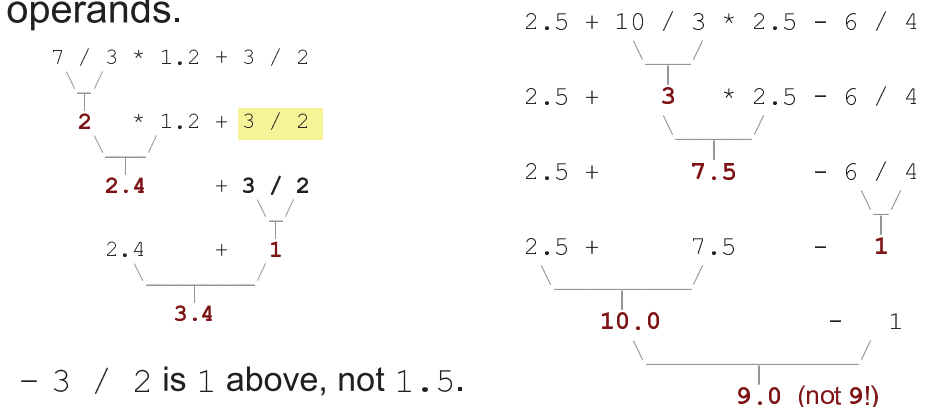 operands.
7 / 3 * 1.2 + 3 / 2
2 * 1.2 + 3 / 2
2.4 + 3 / 2
2.4 + 1
3.4
– 3 / 2 is 1 above, not 1.5.
2.5 + 10 / 3 * 2.5 - 6 / 4
2.5 + 3 * 2.5 - 6 / 4
2.5 + 7.5 - 6 / 4
2.5 + 7.5 - 1
10.0 - 1
9.0 (not 9!)